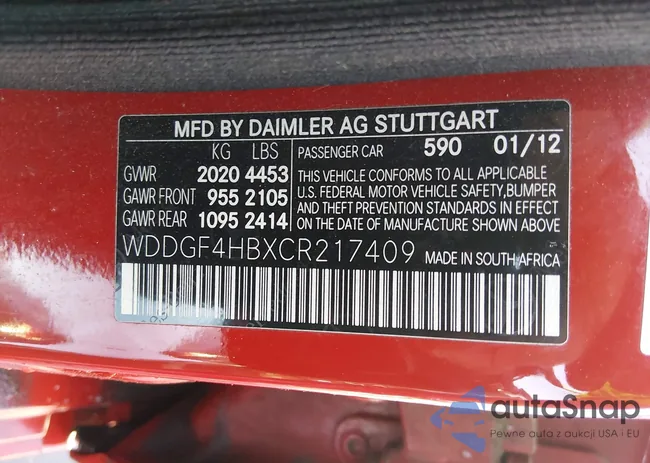 MFD BY DAIMLER AG STUTTGART
KG LBS PASSENGER CAR 590 01/12
GVWR 2020 4453
GAWR FRONT 955 2105
GAWR REAR 1095 2414
THIS VEHICLE CONFORMS TO ALL APPLICABLE
U.S. FEDERAL MOTOR VEHICLE SAFETY, BUMPER
AND THEFT PREVENTION STANDARDS IN EFFECT
ON THE DATE OF MANUFACTURE SHOWN ABOVE
WDDGF4HBXCR217409 MADE IN SOUTH AFRICA
autaSnap
Pewne auta z aukcji USA i EU